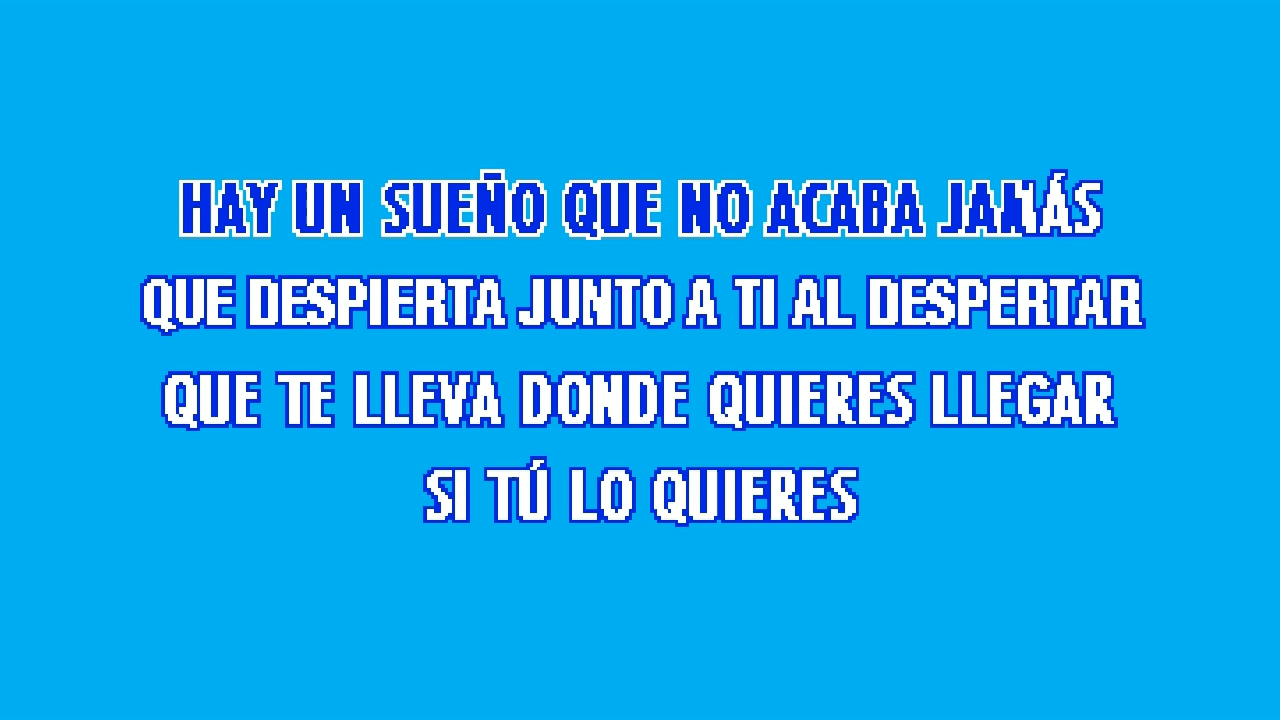 HAY UN SUEÑO QUE NO ACABA JAMÁS
QUE DESPIERTA JUNTO A TI AL DESPERTAR
QUE TE LLEVA DONDE QUIERES LLEGAR
SI TÚ LO QUIERES